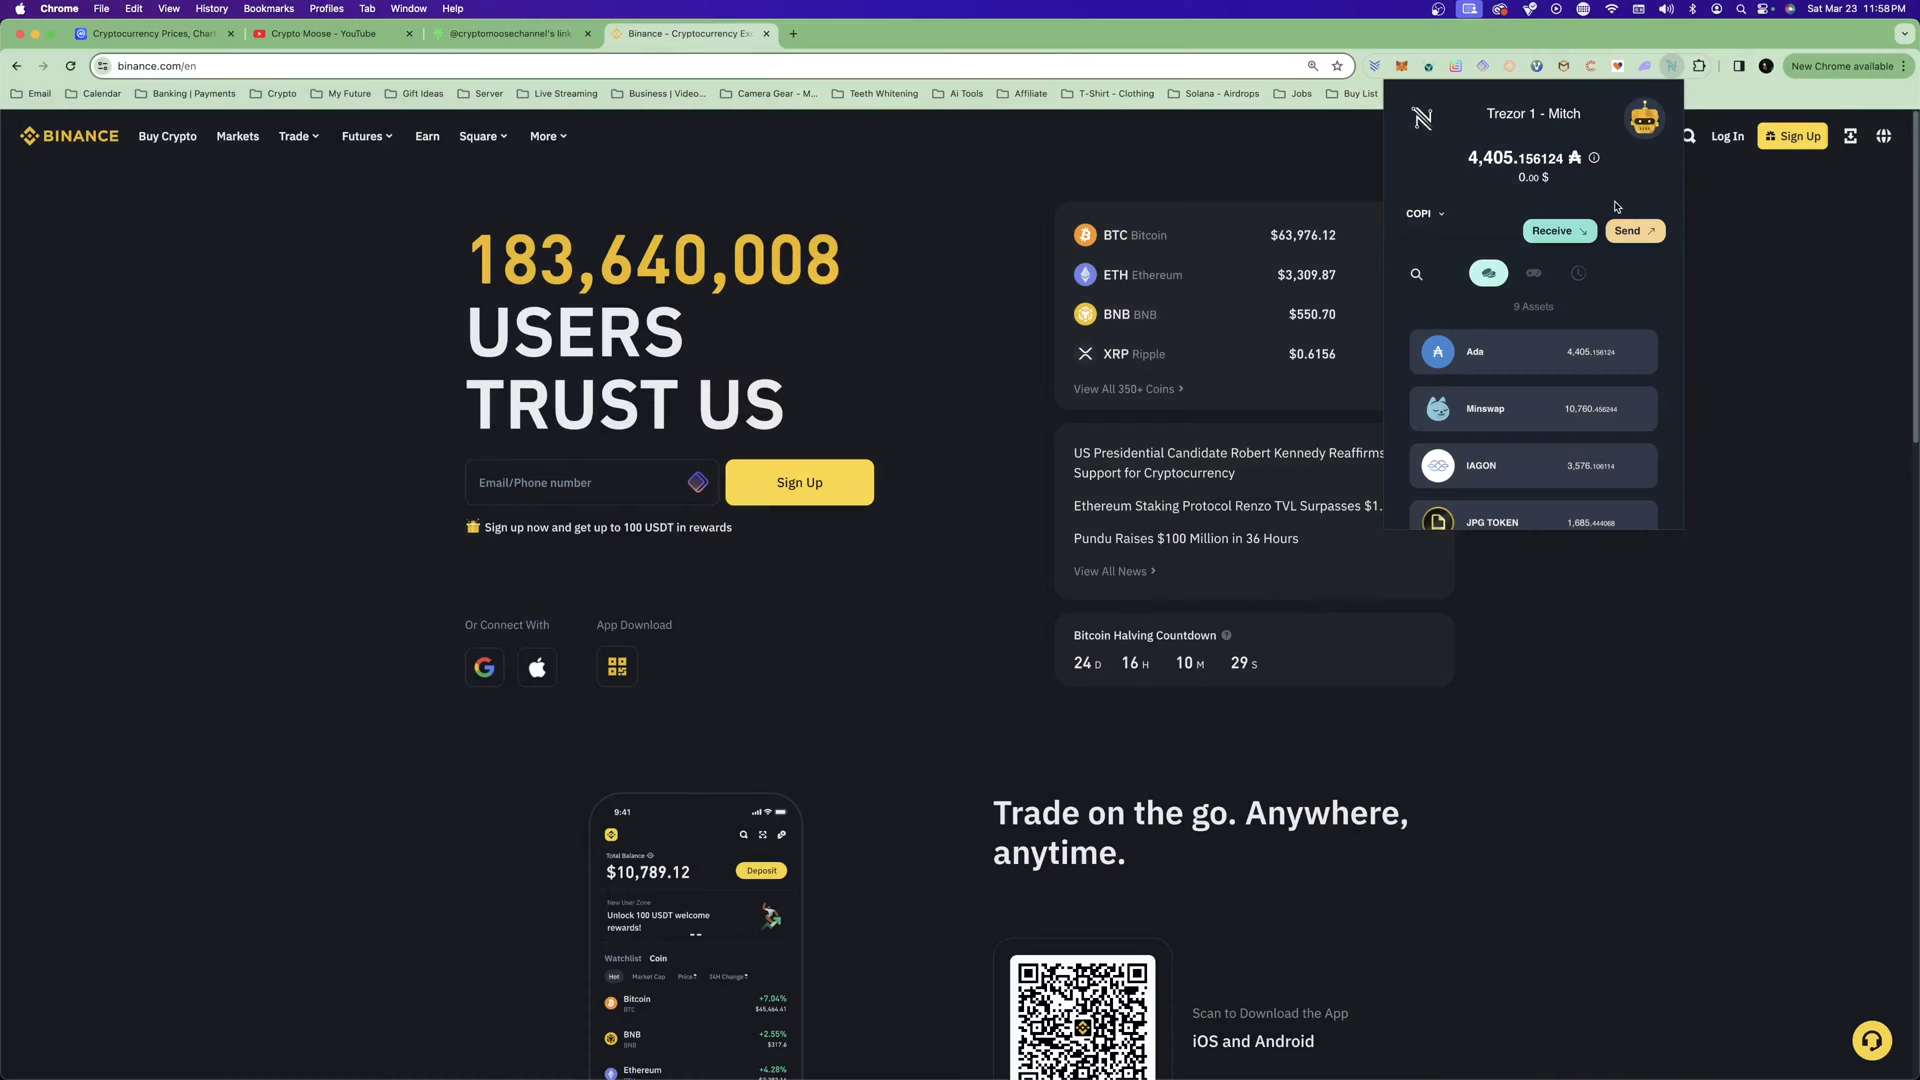 Chrome File Edit View History Bookmarks Profiles Tab Window Help
Sat Mar 23 11:58 PM
Cryptocurrency Prices, Char
Crypto Moose - YouTube
@cryptomoosechannel's link
Binance - Cryptocurrency Exc
binance.com/en
New Chrome available
Email Calendar Banking | Payments Crypto My Future Gift Ideas Server Live Streaming Business | Video... Camera Gear - M... Teeth Whitening Ai Tools Affiliate T-Shirt - Clothing Solana - Airdrops Jobs Buy List
BINANCE Buy Crypto Markets Trade Futures Earn Square More
Log In Sign Up
Trezor 1 - Mitch
4,405.156124 ₳
0.00 $
COPI
Receive Send
9 Assets
Ada 4,405.156124
Minswap 10,760.456244
IAGON 3,576.106114
JPG TOKEN 1,685.444068
183,640,008
USERS
TRUST US
Email/Phone number Sign Up
Sign up now and get up to 100 USDT in rewards
Or Connect With App Download
BTC Bitcoin $63,976.12
ETH Ethereum $3,309.87
BNB BNB $550.70
XRP Ripple $0.6156
View All 350+ Coins
US Presidential Candidate Robert Kennedy Reaffirms
Support for Cryptocurrency
Ethereum Staking Protocol Renzo TVL Surpasses $1.
Pundu Raises $100 Million in 36 Hours
View All News
Bitcoin Halving Countdown
24 D 16 H 10 M 29 S
9:41
Total Balance
$10,789.12 Deposit
New User Zone
Unlock 100 USDT welcome
rewards!
Watchlist Coin
Hot Market Cap Price 24H Change
Bitcoin +7.04%
BTC $45,464.41
BNB +2.55%
BNB $317.6
Ethereum +4.28%
Trade on the go. Anywhere,
anytime.
Scan to Download the App
iOS and Android